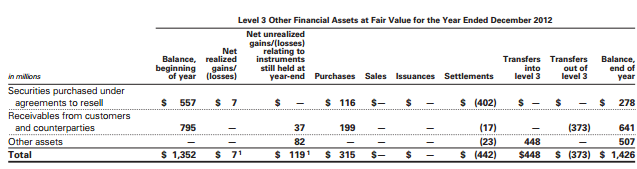 Level 3 Other Financial Assets at Fair Value for the Year Ended December 2012
in millions Balance, beginning of year Net realized gains/ (losses) Net unrealized gains/(losses) relating to instruments still held at year-end Purchases Sales Issuances Settlements Transfers into level 3 Transfers out of level 3 Balance, end of year
Securities purchased under
agreements to resell $ 557 $ 7 $ — $ 116 $— $ — $ (402) $ — $ — $ 278
Receivables from customers
and counterparties 795 — 37 199 — — (17) — (373) 641
Other assets — — 82 — — — (23) 448 — 507
Total $ 1,352 $ 7¹ $ 119¹ $ 315 $— $ — $ (442) $448 $ (373) $ 1,426